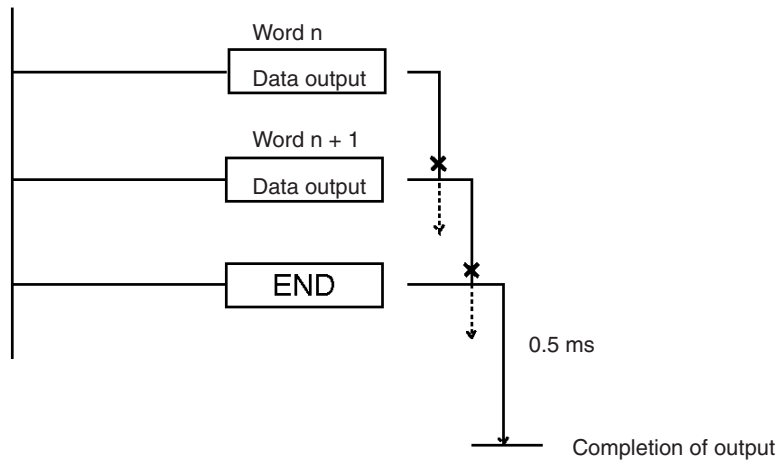 Word n
Data output
Word n + 1
Data output
END
0.5 ms
Completion of output